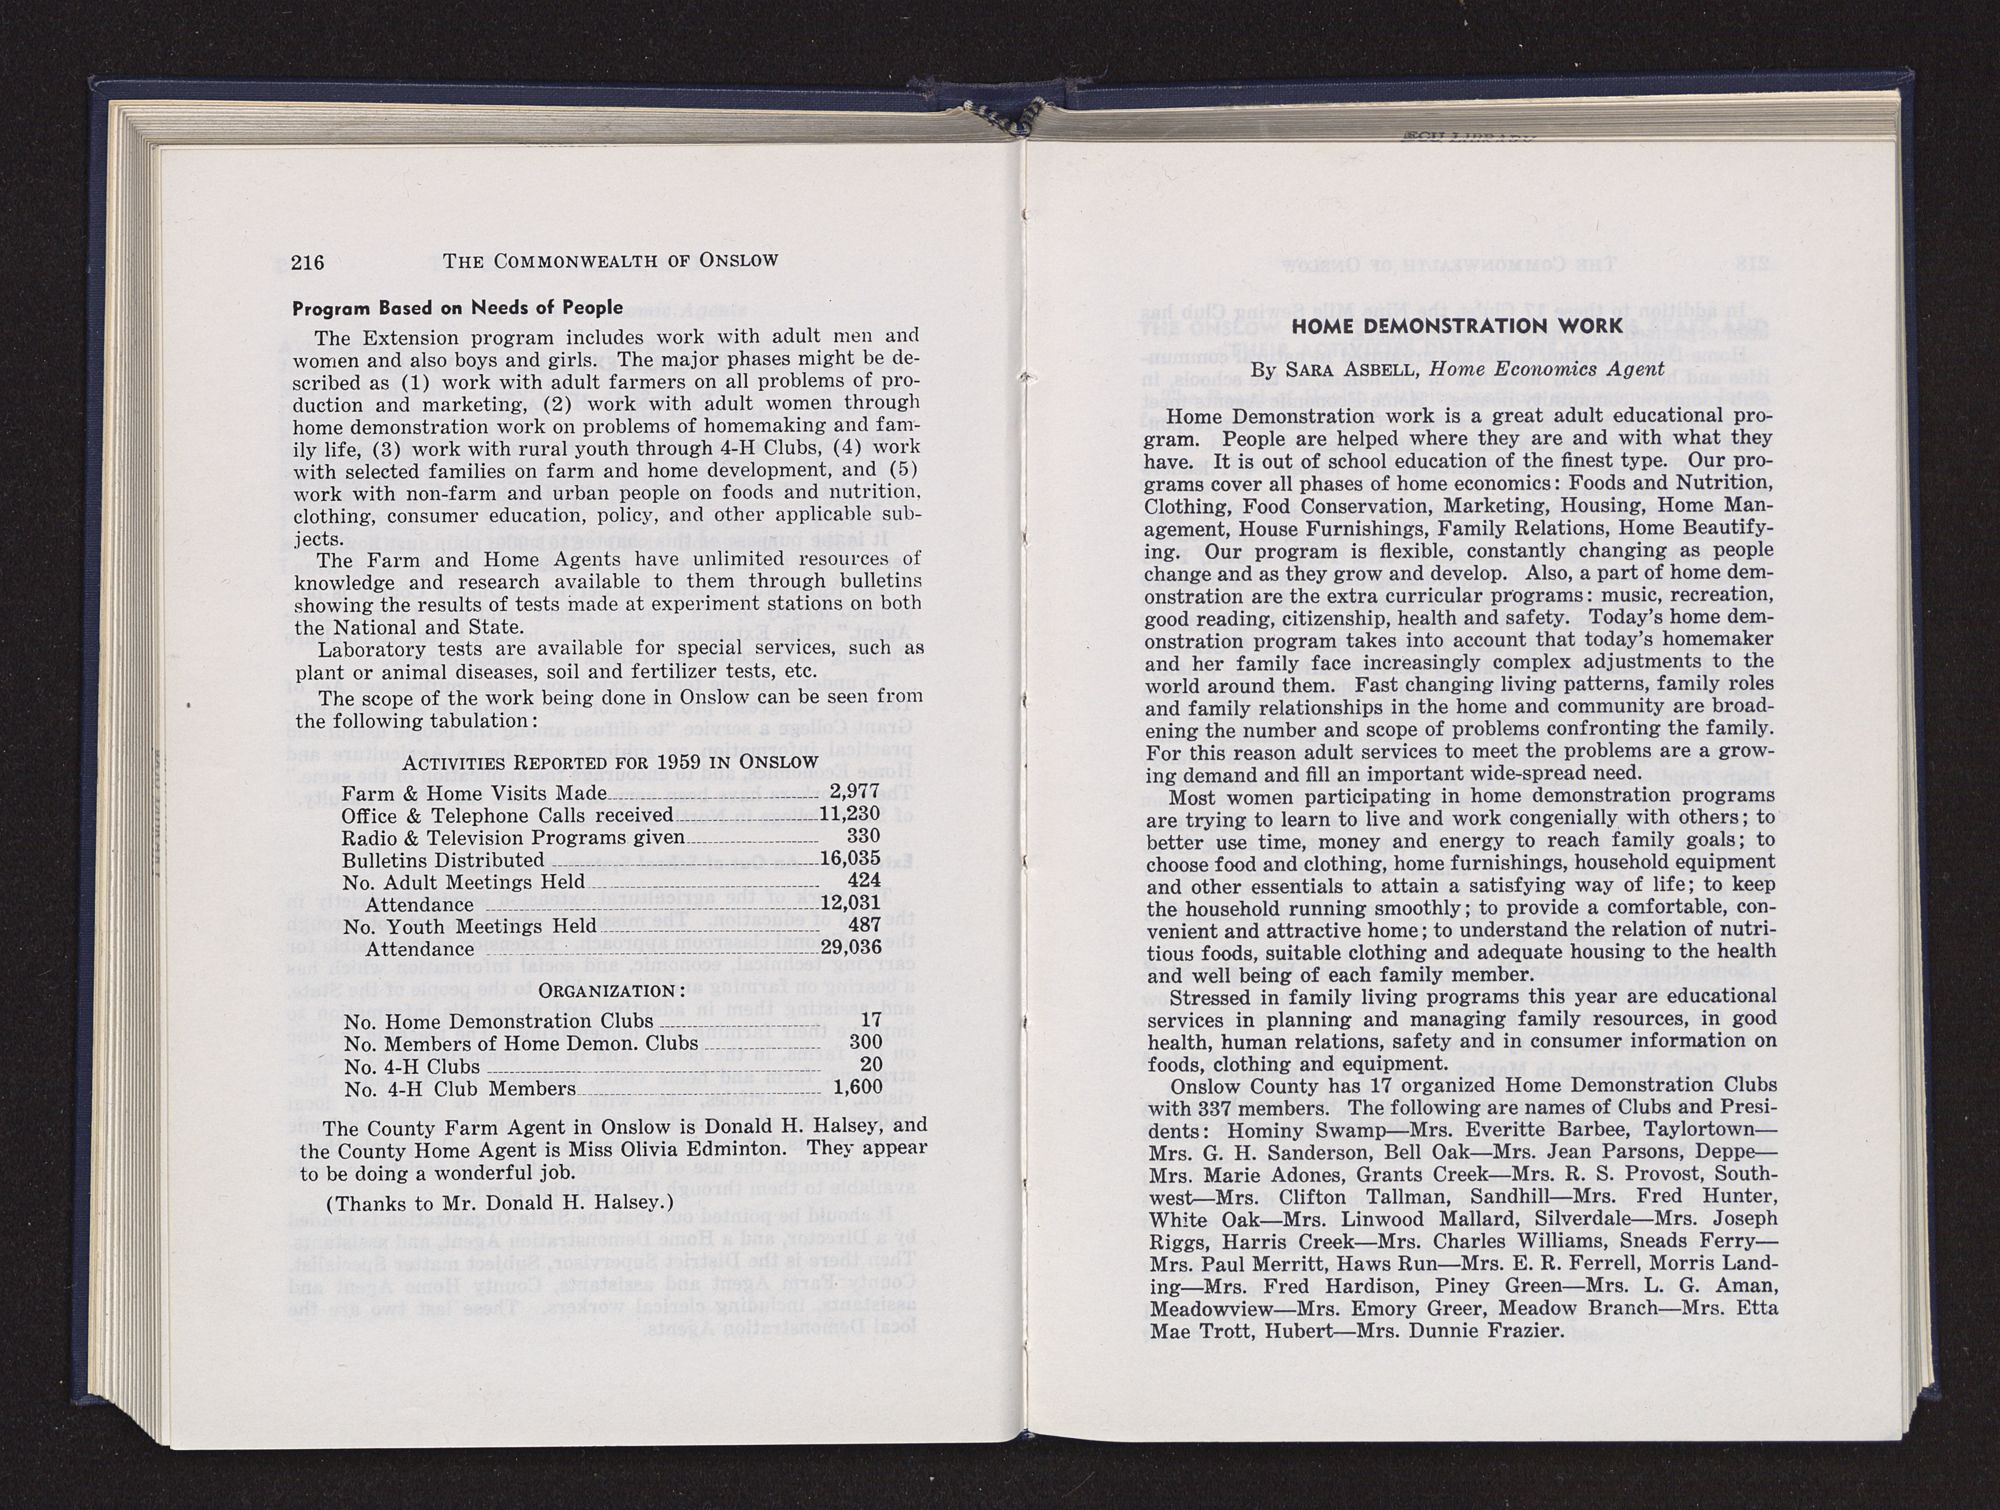 216 THE COMMONWEALTH OF ONSLOW
Program Based on Needs of People
The Extension program includes work with adult men and
women and also boys and girls. The major phases might be de-
scribed as (1) work with adult farmers on all problems of pro-
duction and marketing, (2) work with adult women through
home demonstration work on problems of homemaking and fam-
ily life, (3) work with rural youth through 4-H Clubs, (4) work
with selected families on farm and home development, and (5)
work with non-farm and urban people on foods and nutrition,
clothing, consumer education, policy, and other applicable sub-
jects.
The Farm and Home Agents have unlimited resources of
knowledge and research available to them through bulletins
showing the results of tests made at experiment stations on both
the National and State.
Laboratory tests are available for special services, such as
plant or animal diseases, soil and fertilizer tests, etc.
The scope of the work being done in Onslow can be seen from
the following tabulation:
ACTIVITIES REPORTED FOR 1959 IN ONSLOW
Farm & Home Visits Made 2,977
Office & Telephone Calls received 11,230
Radio & Television Programs given 330
Bulletins Distributed 16,035
No. Adult Meetings Held 424
Attendance 12,031
No. Youth Meetings Held 487
Attendance 29,036
ORGANIZATION:
No. Home Demonstration Clubs 17
No. Members of Home Demon. Clubs 300
No. 4-H Clubs 20
No. 4-H Club Members 1,600
The County Farm Agent in Onslow is Donald H. Halsey, and
the County Home Agent is Miss Olivia Edminton. They appear
to be doing a wonderful job.
(Thanks to Mr. Donald H. Halsey.)
ECU LIBRARY
HOME DEMONSTRATION WORK
By SARA ASBELL, Home Economics Agent
Home Demonstration work is a great adult educational pro-
gram. People are helped where they are and with what they
have. It is out of school education of the finest type. Our pro-
grams cover all phases of home economics: Foods and Nutrition,
Clothing, Food Conservation, Marketing, Housing, Home Man-
agement, House Furnishings, Family Relations, Home Beautify-
ing. Our program is flexible, constantly changing as people
change and as they grow and develop. Also, a part of home dem-
onstration are the extra curricular programs: music, recreation,
good reading, citizenship, health and safety. Today's home dem-
onstration program takes into account that today's homemaker
and her family face increasingly complex adjustments to the
world around them. Fast changing living patterns, family roles
and family relationships in the home and community are broad-
ening the number and scope of problems confronting the family.
For this reason adult services to meet the problems are a grow-
ing demand and fill an important wide-spread need.
Most women participating in home demonstration programs
are trying to learn to live and work congenially with others; to
better use time, money and energy to reach family goals; to
choose food and clothing, home furnishings, household equipment
and other essentials to attain a satisfying way of life; to keep
the household running smoothly; to provide a comfortable, con-
venient and attractive home; to understand the relation of nutri-
tious foods, suitable clothing and adequate housing to the health
and well being of each family member.
Stressed in family living programs this year are educational
services in planning and managing family resources, in good
health, human relations, safety and in consumer information on
foods, clothing and equipment.
Onslow County has 17 organized Home Demonstration Clubs
with 337 members. The following are names of Clubs and Presi-
dents: Hominy Swamp—Mrs. Everitte Barbee, Taylortown—
Mrs. G. H. Sanderson, Bell Oak—Mrs. Jean Parsons, Deppe—
Mrs. Marie Adones, Grants Creek—Mrs. R. S. Provost, South-
west—Mrs. Clifton Tallman, Sandhill—Mrs. Fred Hunter,
White Oak—Mrs. Linwood Mallard, Silverdale—Mrs. Joseph
Riggs, Harris Creek—Mrs. Charles Williams, Sneads Ferry—
Mrs. Paul Merritt, Haws Run—Mrs. E. R. Ferrell, Morris Land-
ing—Mrs. Fred Hardison, Piney Green—Mrs. L. G. Aman,
Meadowview—Mrs. Emory Greer, Meadow Branch—Mrs. Etta
Mae Trott, Hubert—Mrs. Dunnie Frazier.